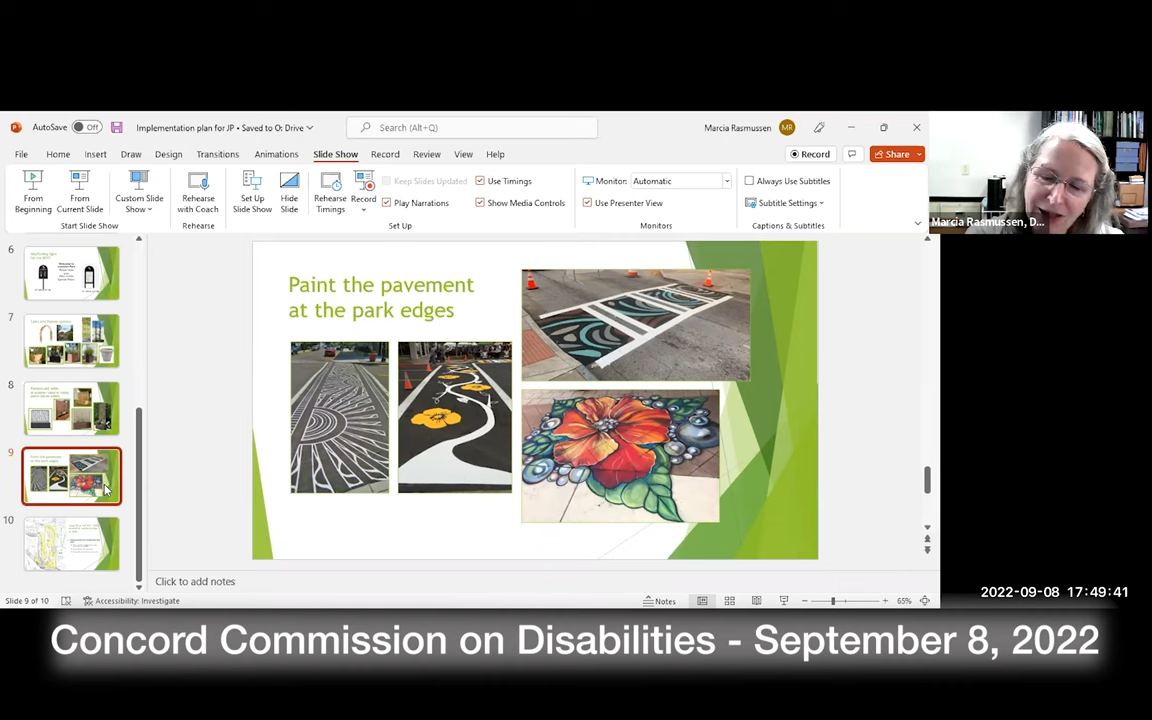 AutoSave Off Implementation plan for JP • Saved to O: Drive Search (Alt+Q) Marcia Rasmussen MR
File Home Insert Draw Design Transitions Animations Slide Show Record Review View Help Record Share
From Beginning
From Current Slide
Custom Slide Show
Rehearse with Coach
Set Up Slide Show
Hide Slide
Rehearse Timings
Record
Keep Slides Updated
Play Narrations
Use Timings
Show Media Controls
Monitor: Automatic
Use Presenter View
Always Use Subtitles
Subtitle Settings
Start Slide Show Rehearse Set Up Monitors Captions & Subtitles
Marcia Rasmussen, D...
6
7
8
9
10
Paint the pavement
at the park edges
Click to add notes
Slide 9 of 10 Accessibility: Investigate Notes 65%
2022-09-08 17:49:41
Concord Commission on Disabilities - September 8, 2022